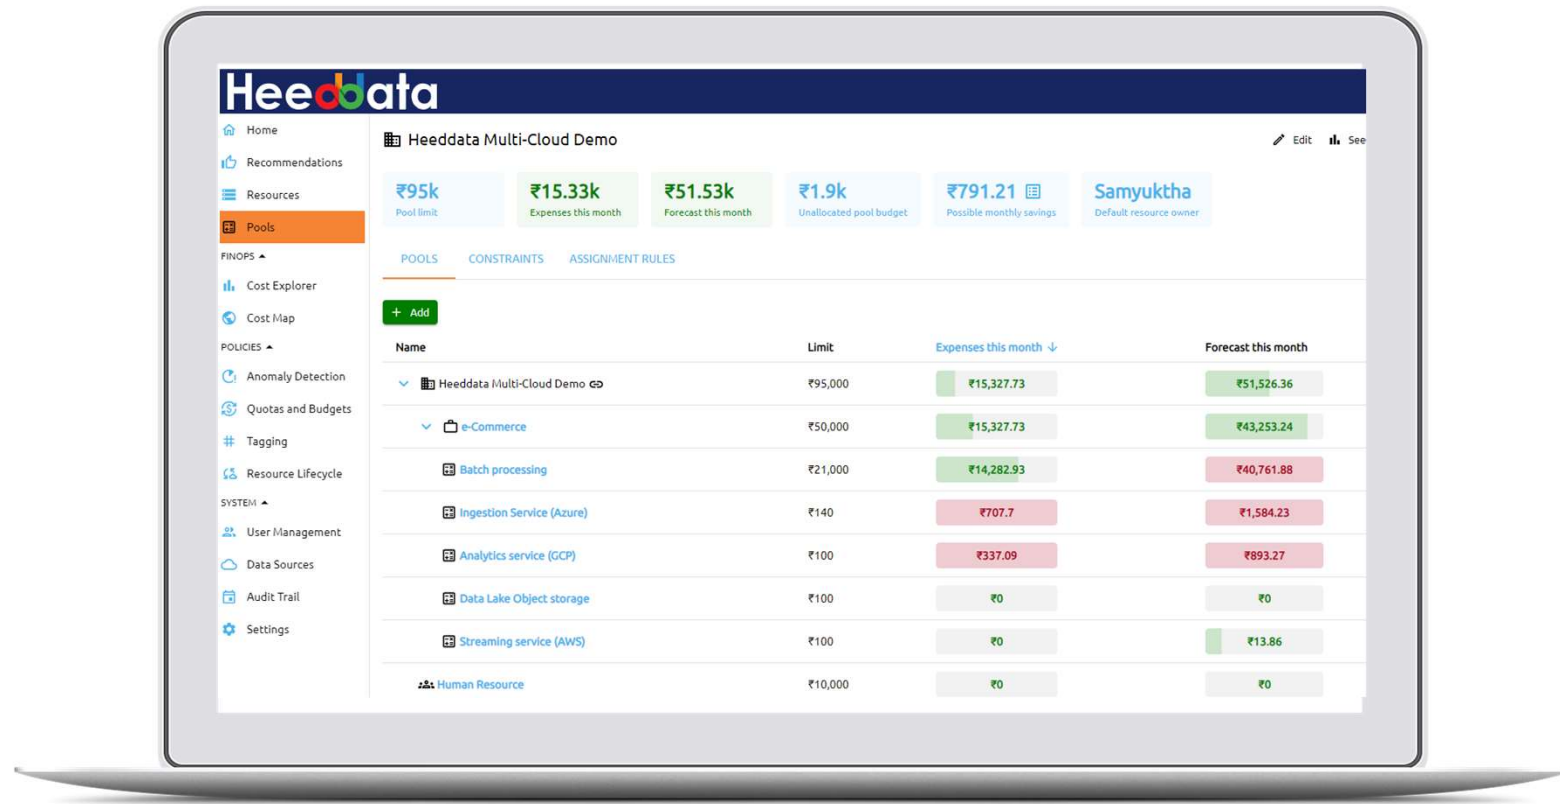 Heeddata
Home
Recommendations
Resources
Pools
FINOPS
Cost Explorer
Cost Map
POLICIES
Anomaly Detection
Quotas and Budgets
Tagging
Resource Lifecycle
SYSTEM
User Management
Data Sources
Audit Trail
Settings
Heeddata Multi-Cloud Demo
Edit See
₹95k ₹15.33k ₹51.53k ₹1.9k ₹791.21 Samyuktha
Pool limit Expenses this month Forecast this month Unallocated pool budget Possible monthly savings Default resource owner
POOLS CONSTRAINTS ASSIGNMENT RULES
+ Add
Name Limit Expenses this month Forecast this month
Heeddata Multi-Cloud Demo ₹95,000 ₹15,327.73 ₹51,526.36
e-Commerce ₹50,000 ₹15,327.73 ₹43,253.24
Batch processing ₹21,000 ₹14,282.93 ₹40,761.88
Ingestion Service (Azure) ₹140 ₹707.7 ₹1,584.23
Analytics service (GCP) ₹100 ₹337.09 ₹893.27
Data Lake Object storage ₹100 ₹0 ₹0
Streaming service (AWS) ₹100 ₹0 ₹13.86
Human Resource ₹10,000 ₹0 ₹0